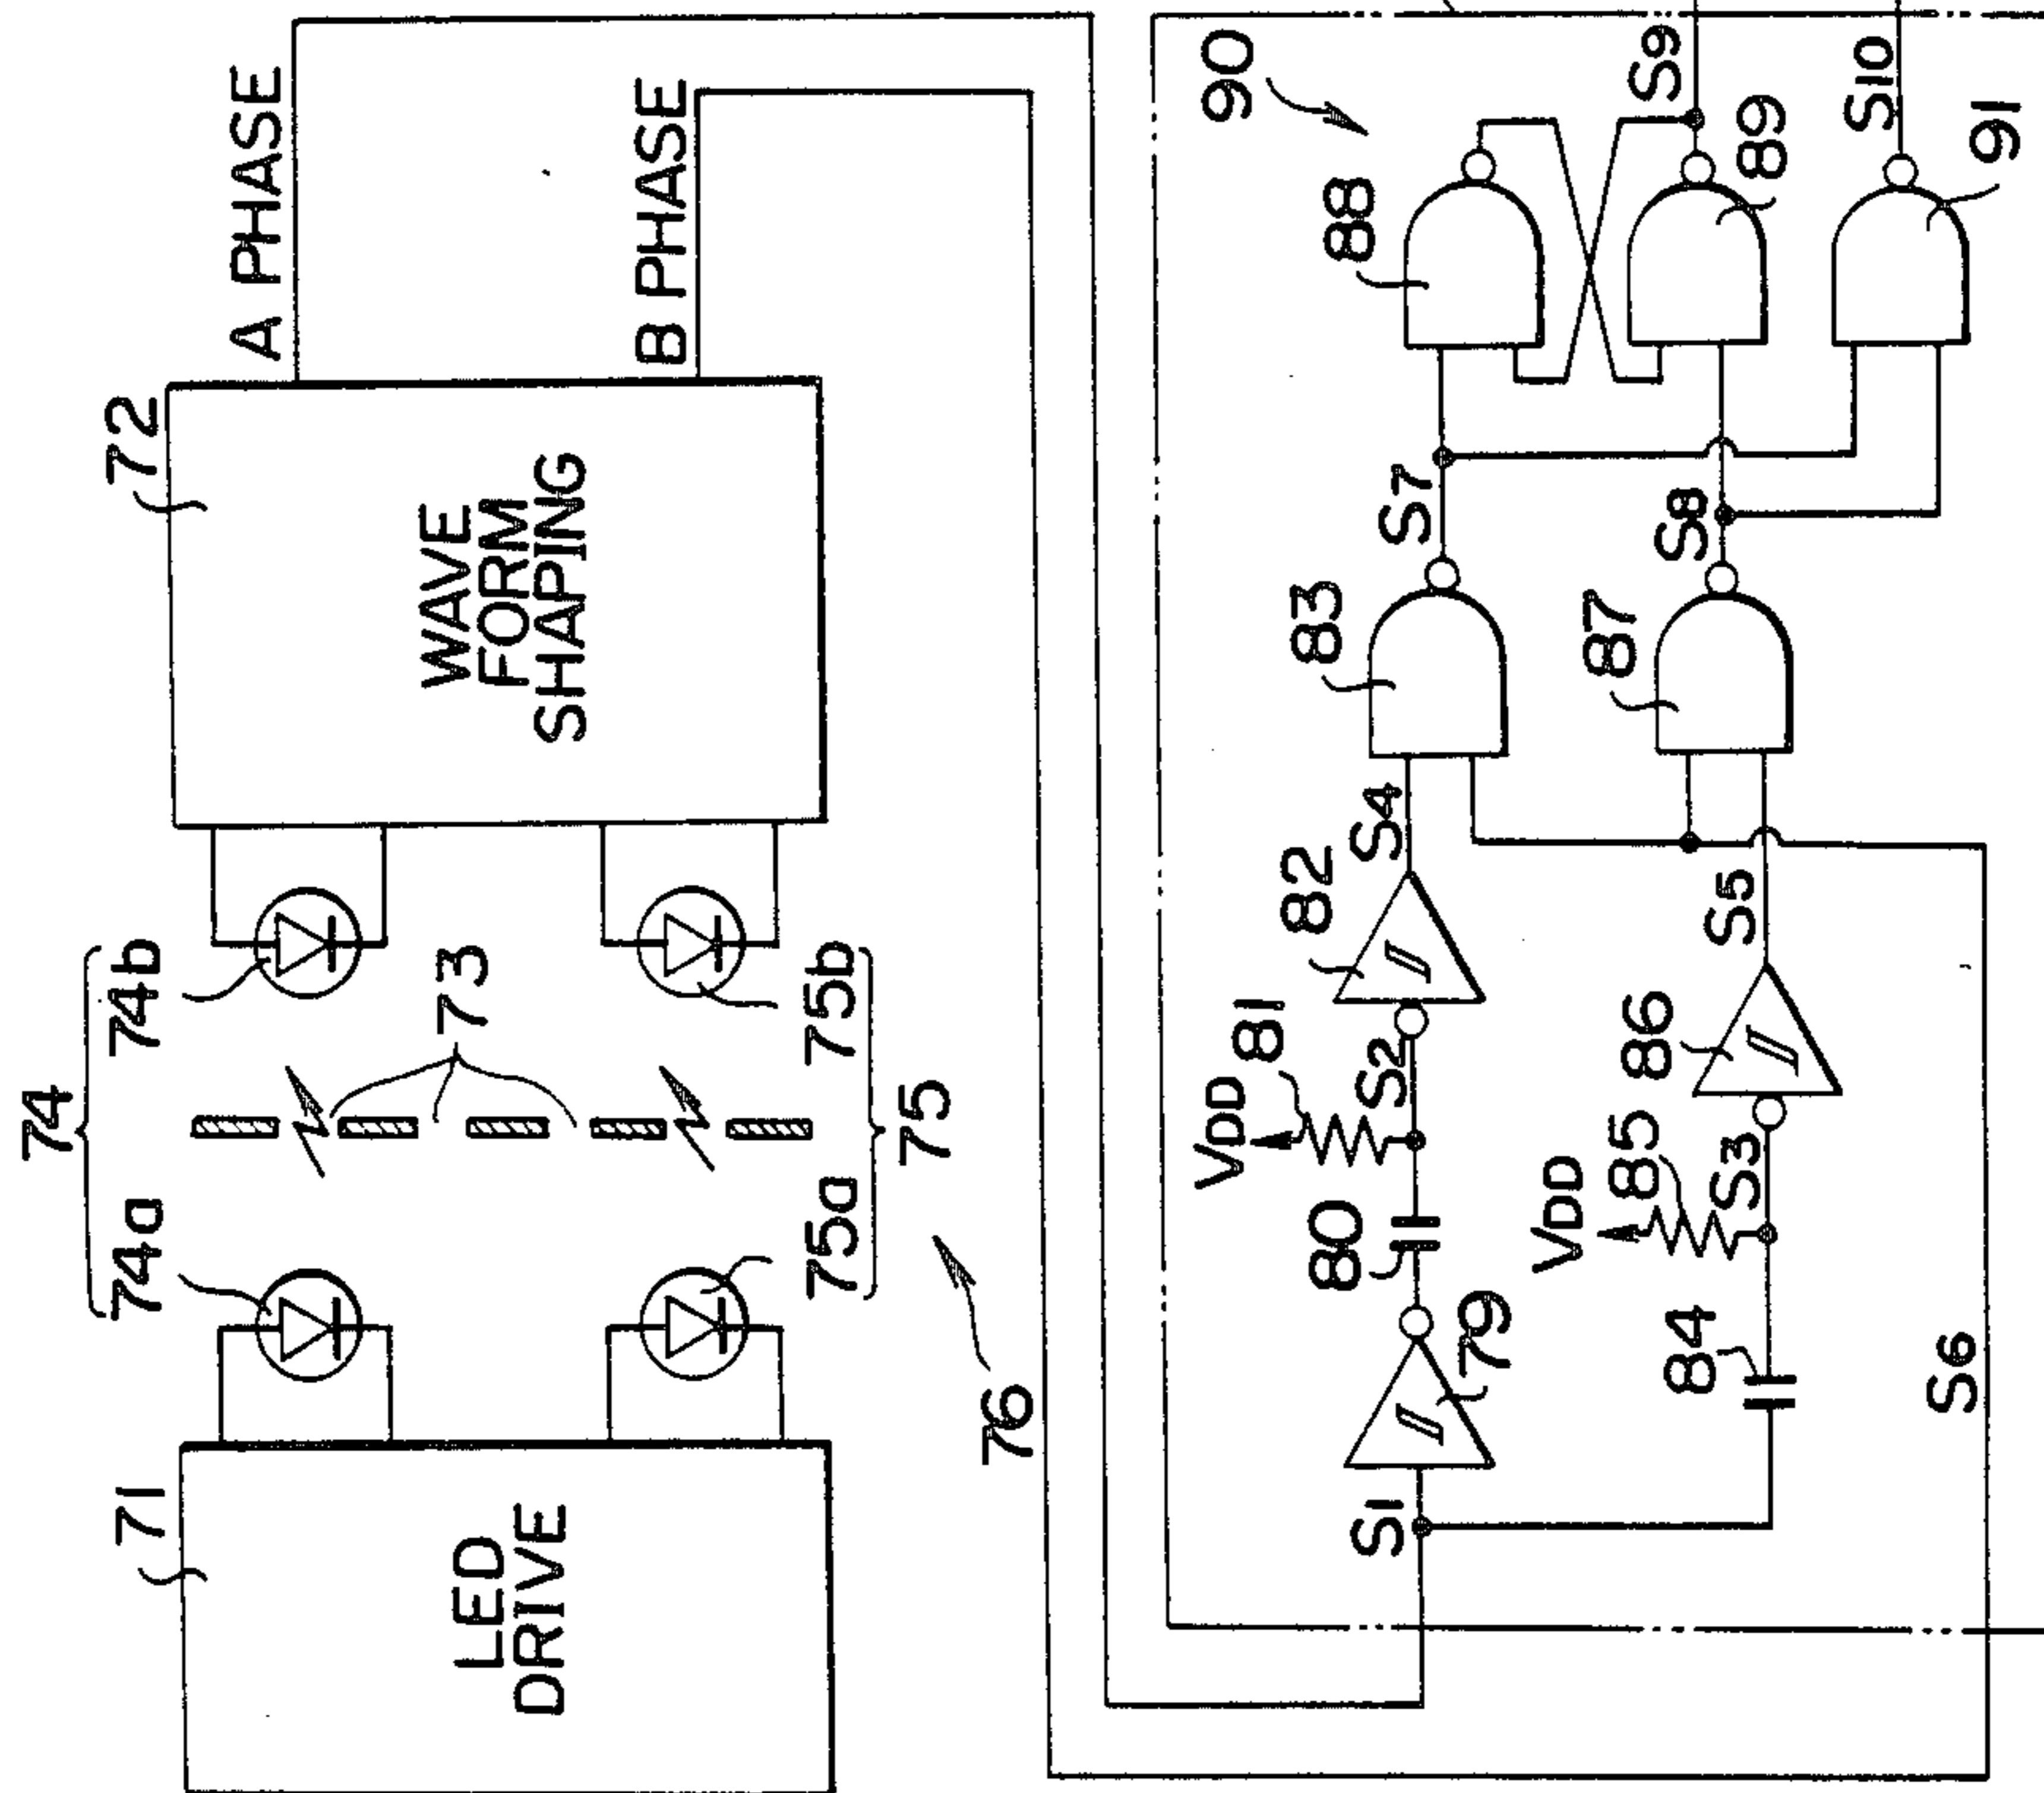 74
74a
74b
71
LED
DRIVE
72
WAVE
FORM
SHAPING
A PHASE
B PHASE
73
75a
75b
75
76
90
S1
79
80
VDD
81
S2
82
S4
83
S7
88
S9
89
84
VDD
85
S3
86
S5
87
S8
S10
91
S6